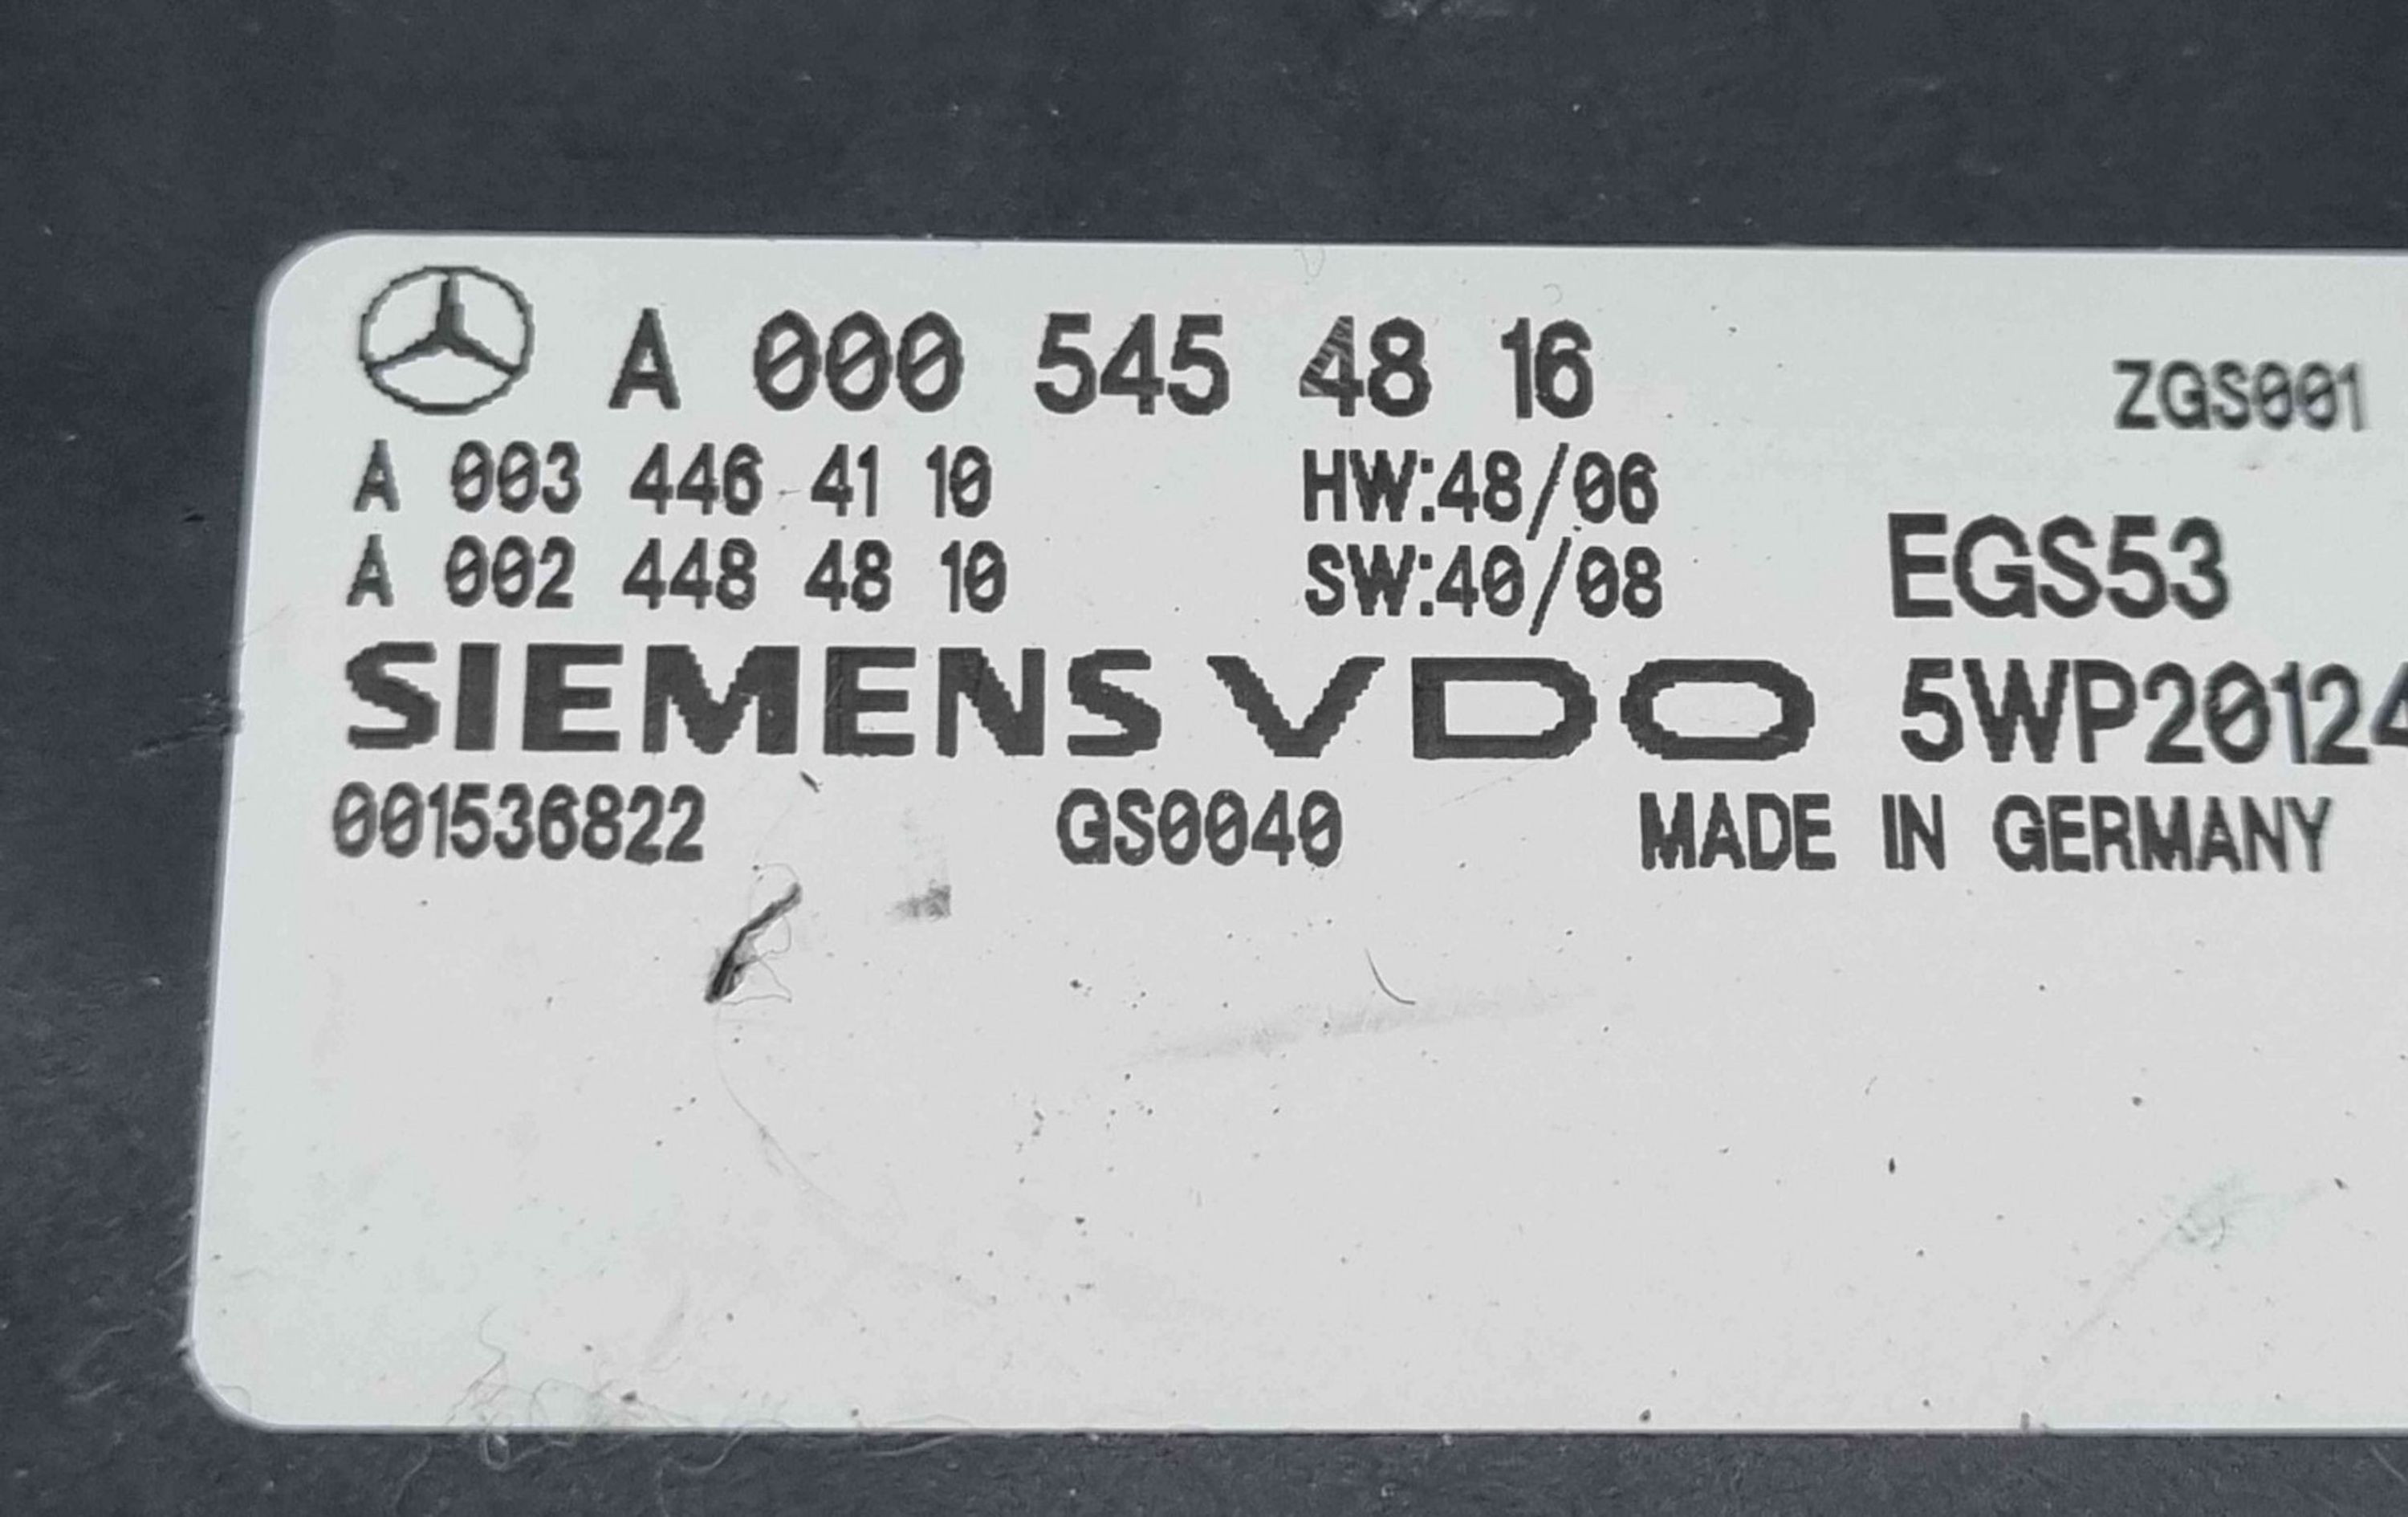 A 000 545 48 16 ZGS001
A 003 446 41 10 HW:48/06
A 002 448 48 10 SW:40/08 EGS53
SIEMENS VDO 5WP20124
001536822 GS0040 MADE IN GERMANY